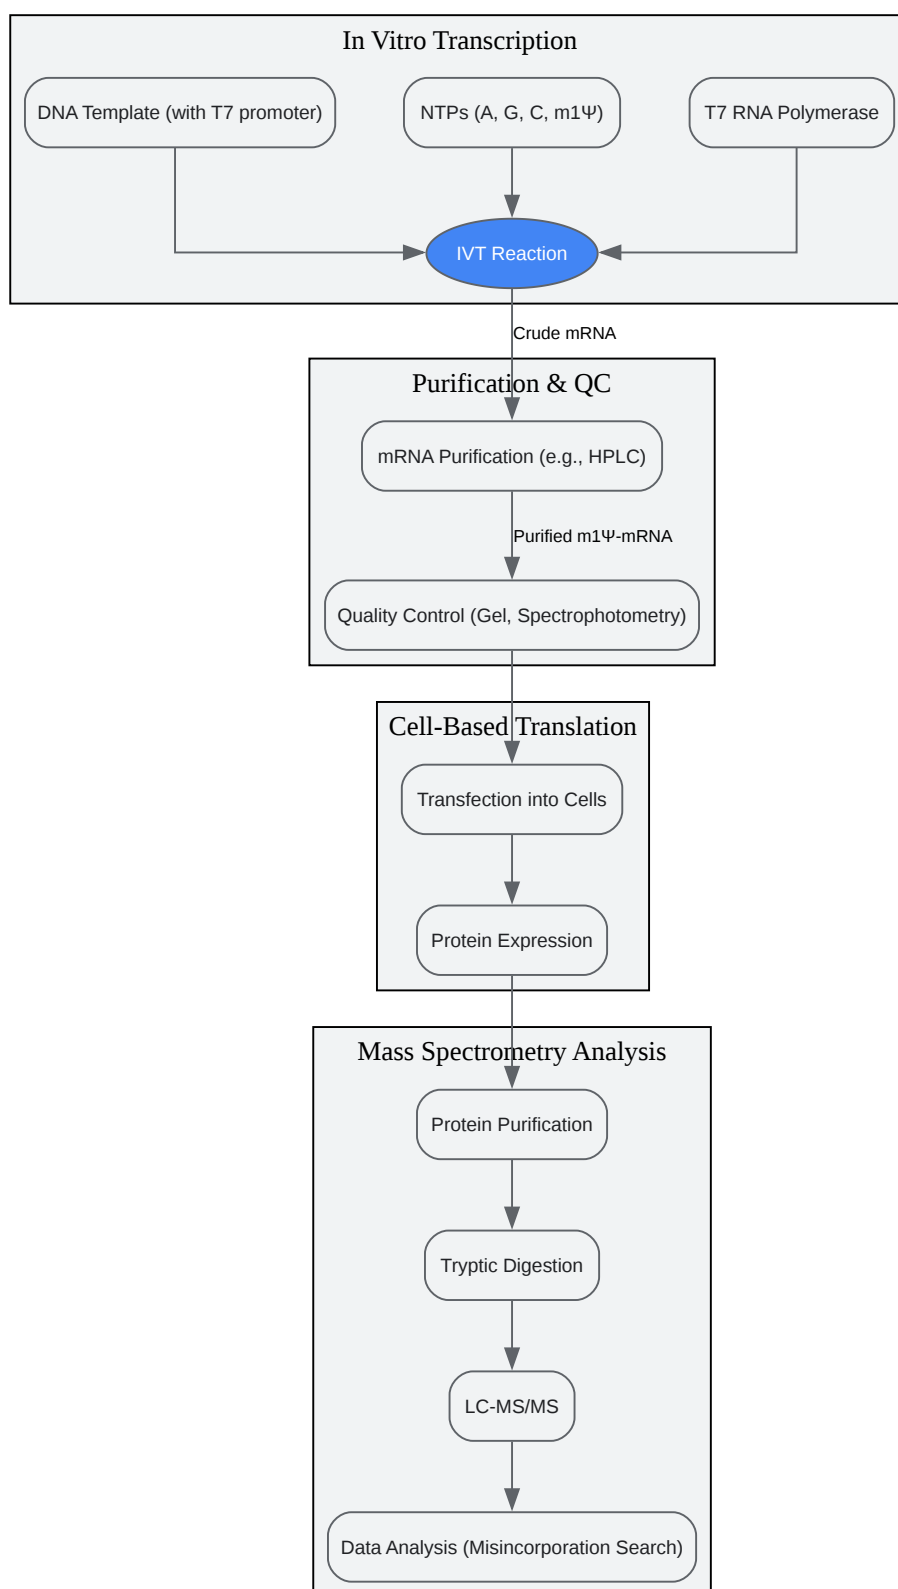 In Vitro Transcription
DNA Template (with T7 promoter)
NTPs (A, G, C, m1Ψ)
T7 RNA Polymerase
IVT Reaction
Crude mRNA
Purification & QC
mRNA Purification (e.g., HPLC)
Purified m1Ψ-mRNA
Quality Control (Gel, Spectrophotometry)
Cell-Based Translation
Transfection into Cells
Protein Expression
Mass Spectrometry Analysis
Protein Purification
Tryptic Digestion
LC-MS/MS
Data Analysis (Misincorporation Search)